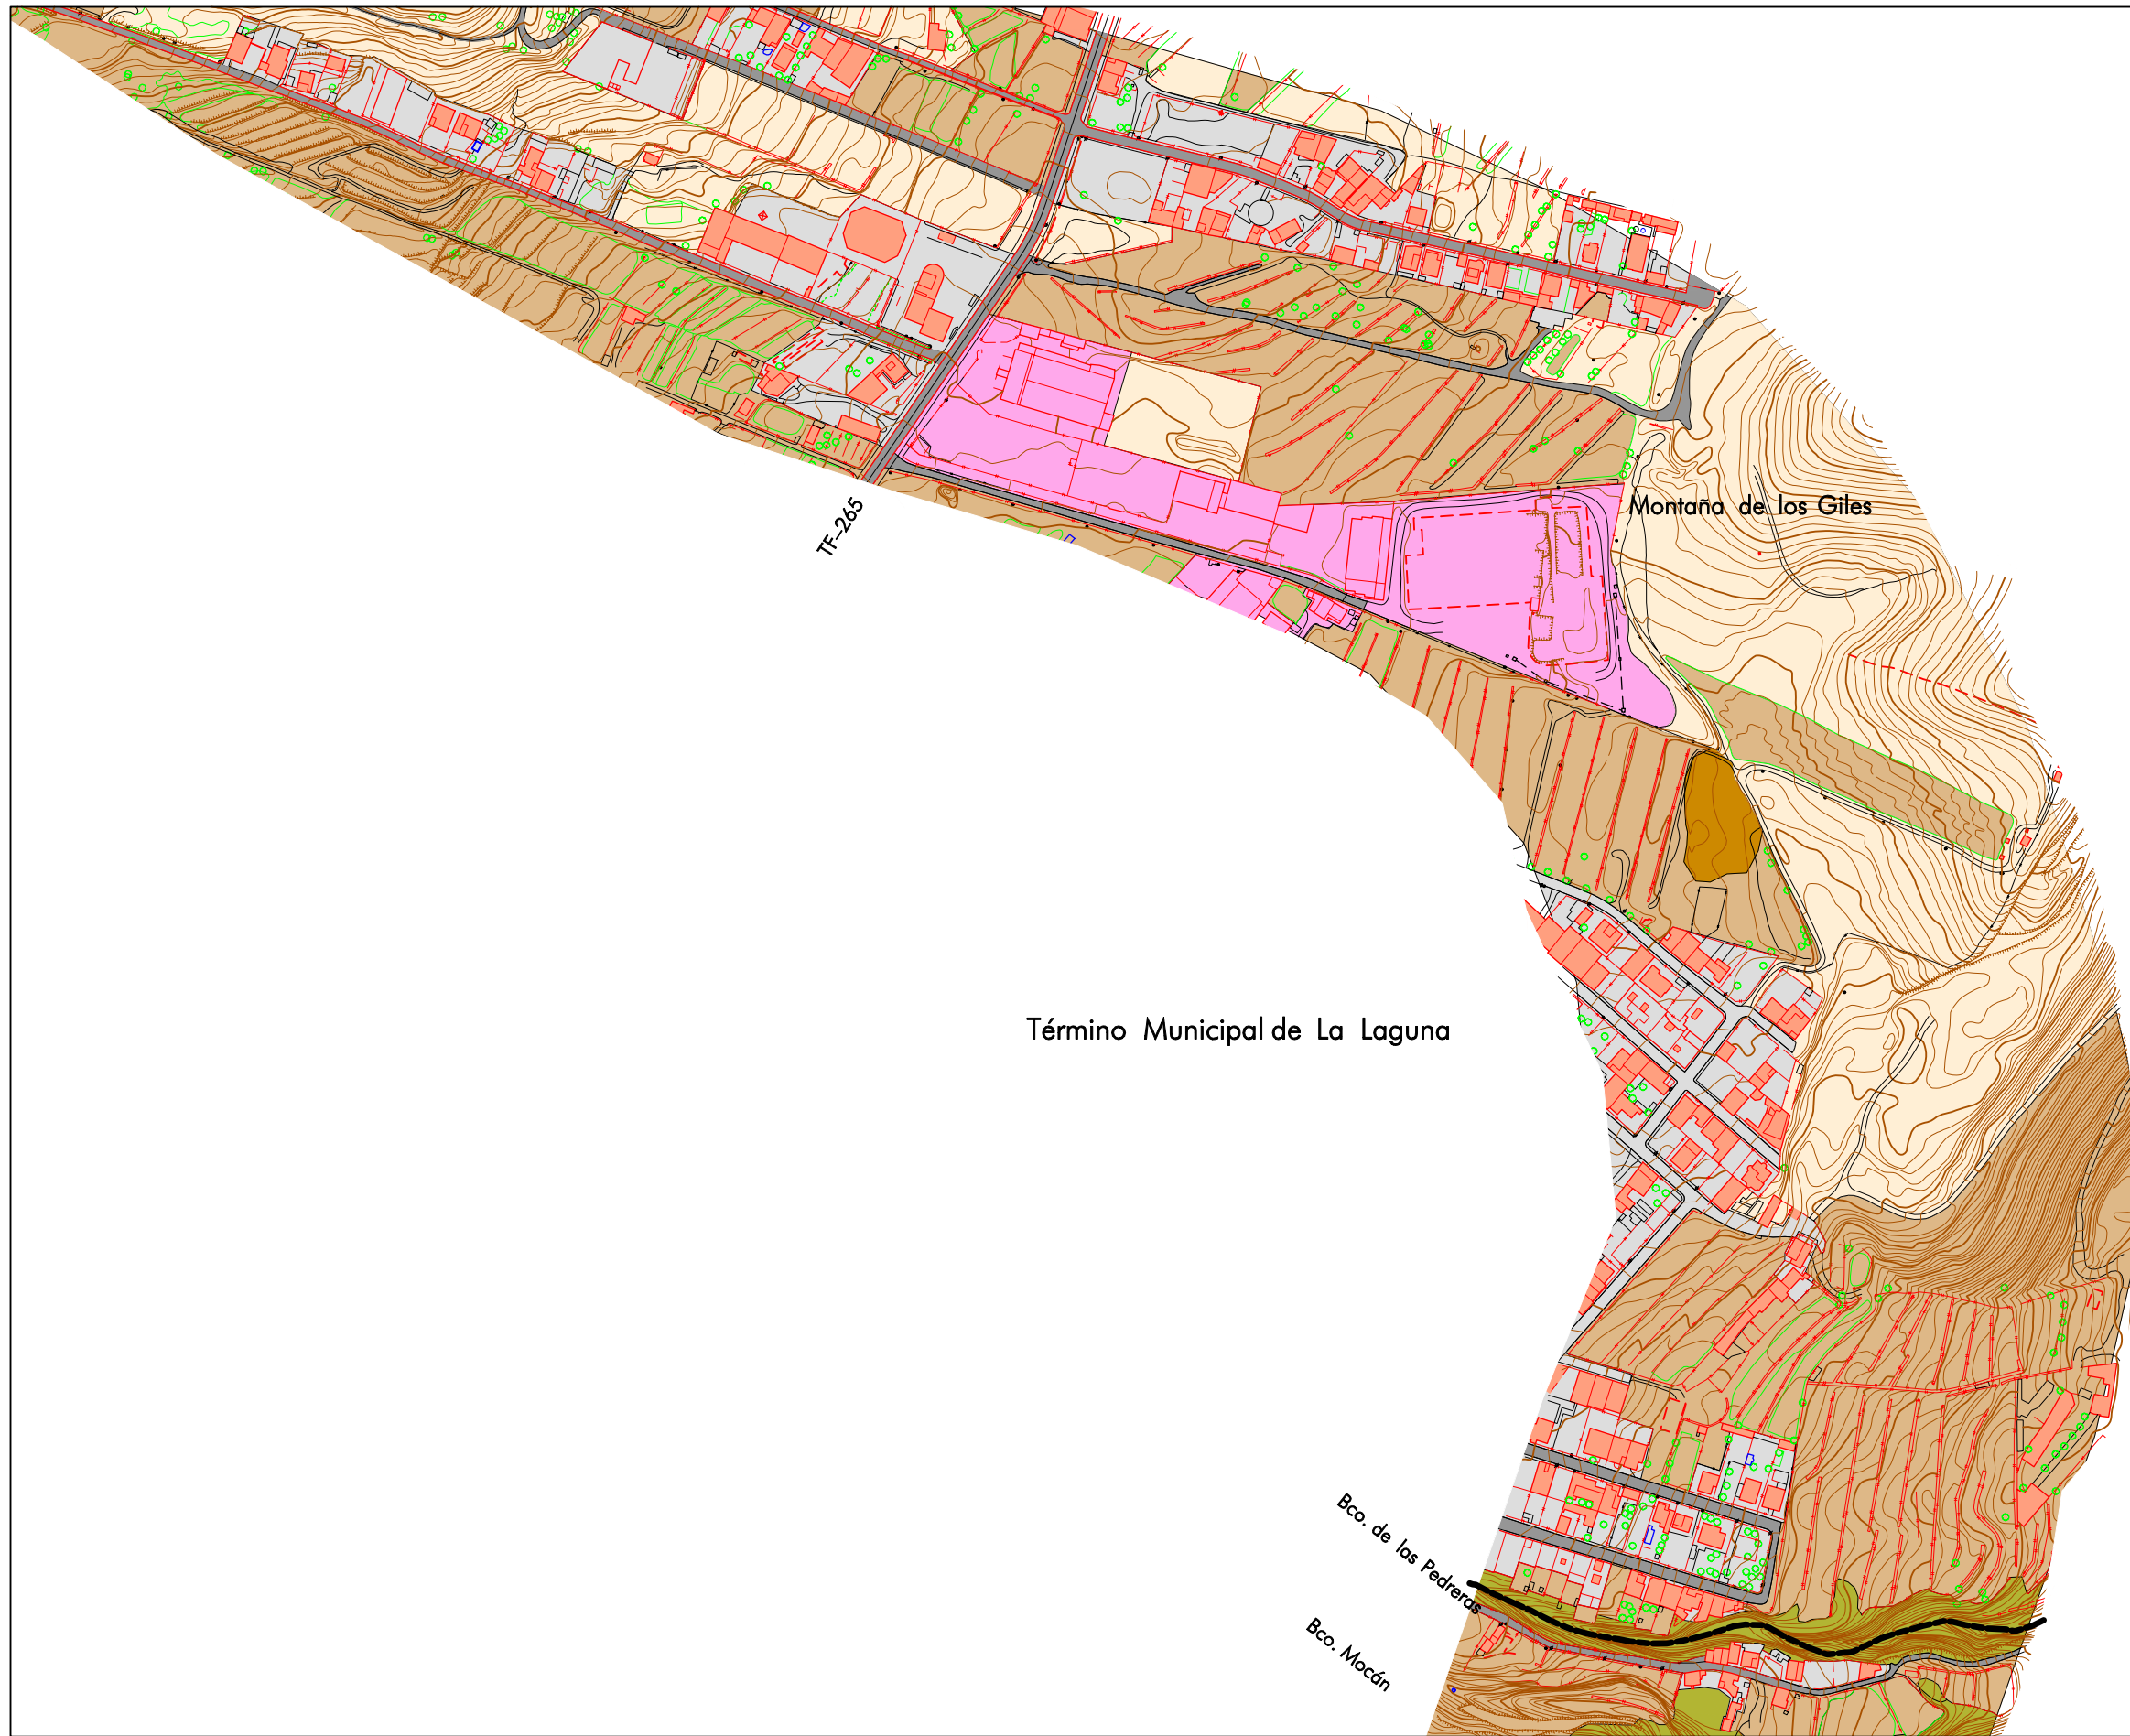 Montaña de los Giles
TF-265
Término Municipal de La Laguna
Bco. de las Pedreras
Bco. Mocán